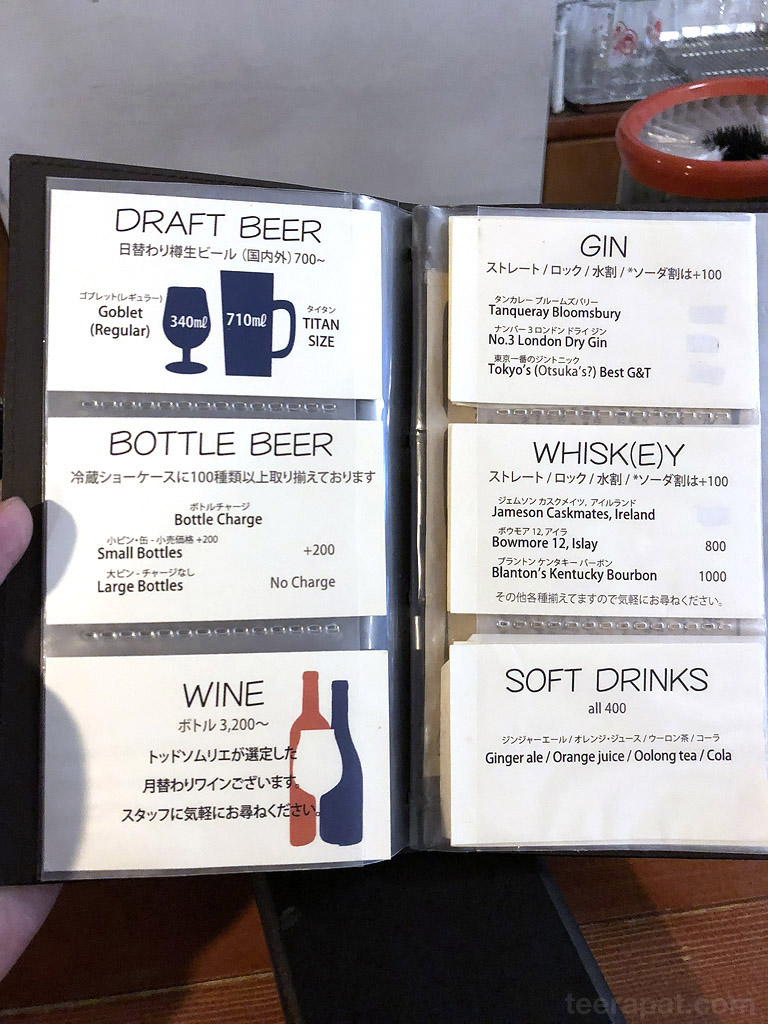 DRAFT BEER
日替わり樽生ビール（国内外）700~
ゴブレット(レギュラー)
Goblet
(Regular)
340㎖
710㎖
タイタン
TITAN
SIZE
BOTTLE BEER
冷蔵ショーケースに100種類以上取り揃えております
ボトルチャージ
Bottle Charge
小ビン・缶 - 小売価格 +200
Small Bottles +200
大ビン - チャージなし
Large Bottles No Charge
WINE
ボトル 3,200〜
トッドソムリエが選定した
月替わりワインございます。
スタッフに気軽にお尋ねください。
GIN
ストレート / ロック / 水割 / *ソーダ割は+100
タンカレー ブルームズバリー
Tanqueray Bloomsbury
ナンバー 3 ロンドン ドライ ジン
No.3 London Dry Gin
東京一番のジントニック
Tokyo's (Otsuka's?) Best G&T
WHISK(E)Y
ストレート / ロック / 水割 / *ソーダ割は+100
ジェムソン カスクメイツ, アイルランド
Jameson Caskmates, Ireland
ボウモア 12, アイラ
Bowmore 12, Islay 800
ブラントン ケンタキー バーボン
Blanton's Kentucky Bourbon 1000
その他各種揃えてますので気軽にお尋ねください。
SOFT DRINKS
all 400
ジンジャーエール / オレンジ・ジュース / ウーロン茶 / コーラ
Ginger ale / Orange juice / Oolong tea / Cola
teerapat.com